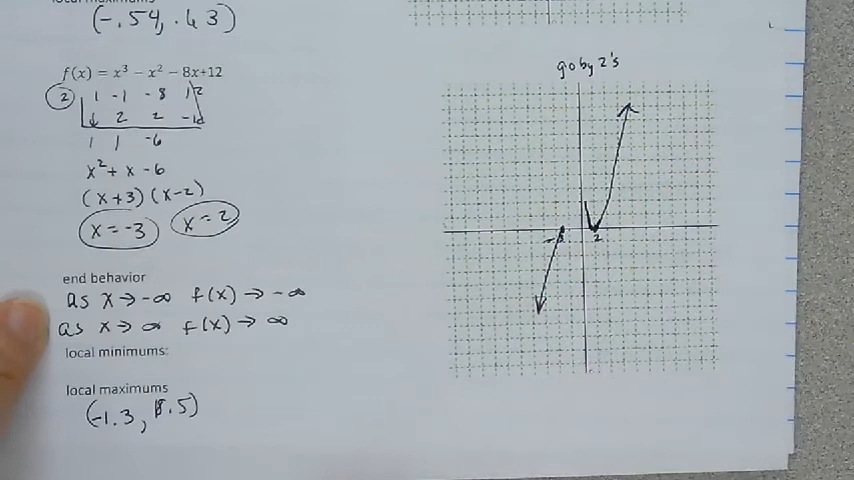 (-.54, .63)
f(x) = x³ − x² − 8x+12
2 1 -1 -8 12
2 2 -12
1 1 -6
x² + x - 6
(x+3) (x-2)
x = -3 x = 2
end behavior
as x → -∞ f(x) → -∞
as x → ∞ f(x) → ∞
local minimums:
local maximums
(-1.3, .5)
go by 2's
-3 2